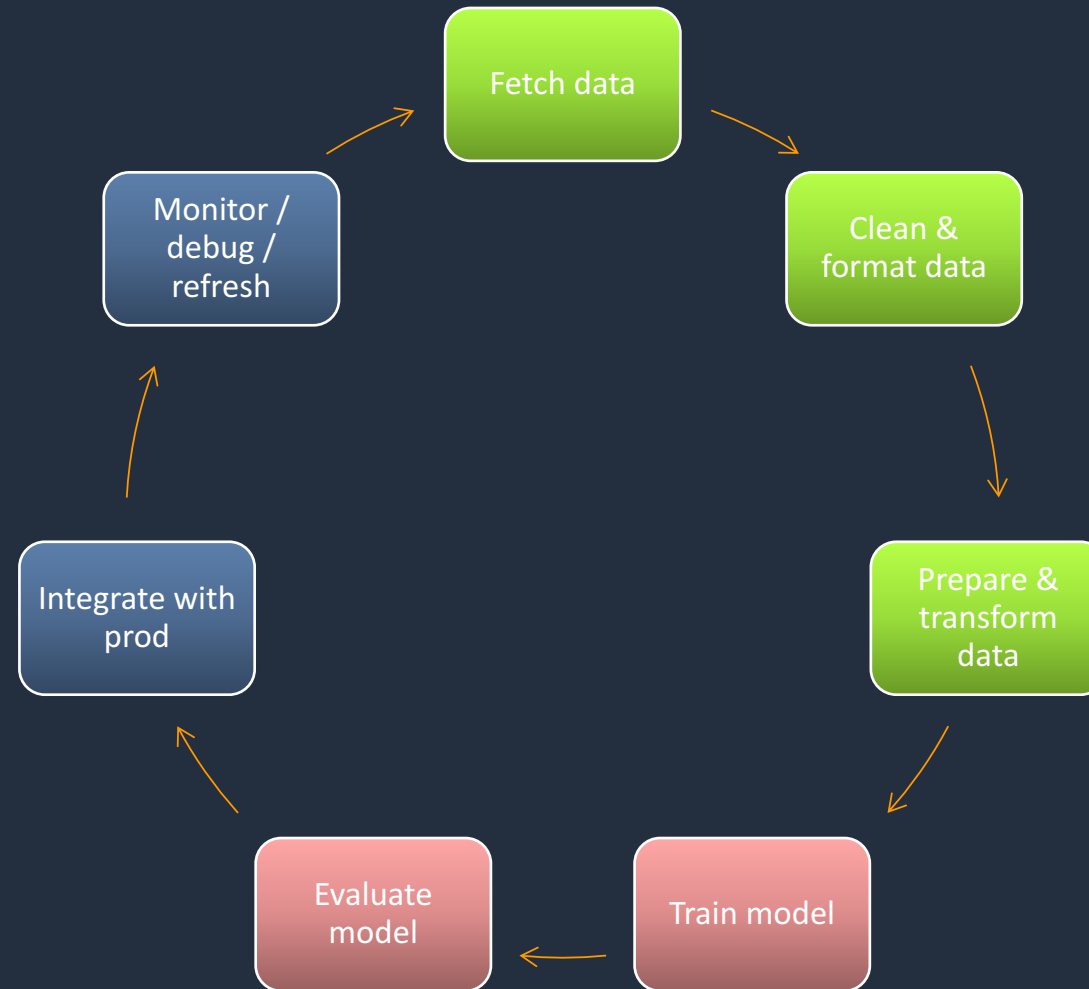 Fetch data
Clean &
format data
Prepare &
transform
data
Train model
Evaluate
model
Integrate with
prod
Monitor /
debug /
refresh